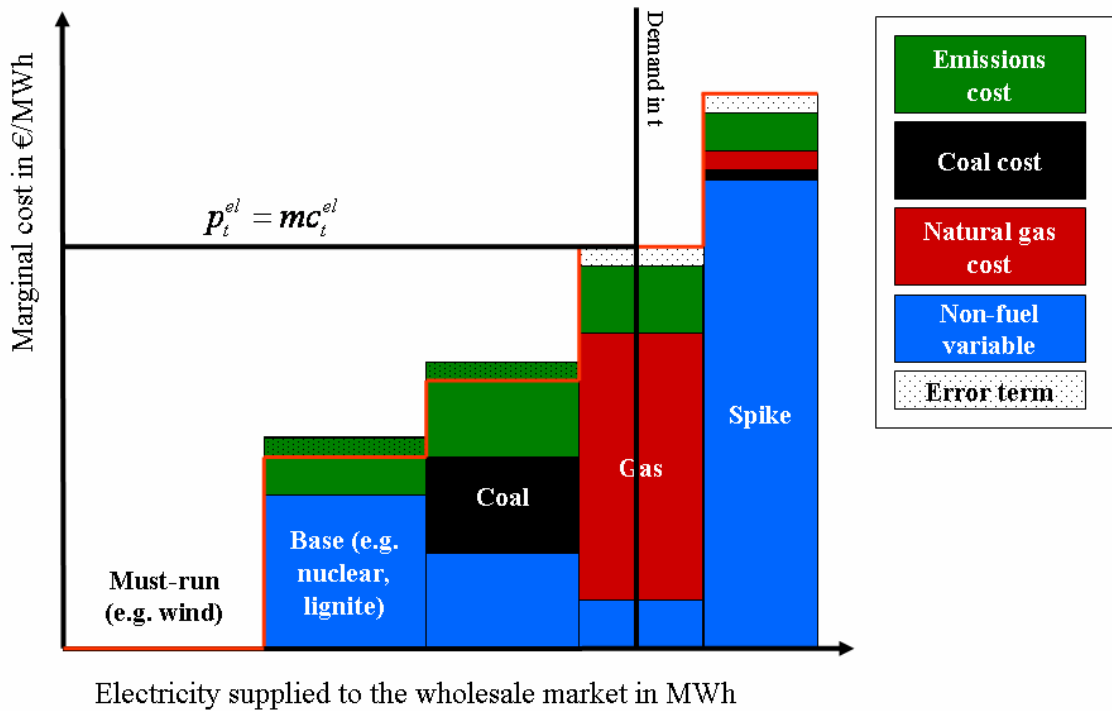 Marginal cost in €/MWh
p_t^{el} = mc_t^{el}
Demand in t
Must-run
(e.g. wind)
Base (e.g.
nuclear,
lignite)
Coal
Gas
Spike
Electricity supplied to the wholesale market in MWh
Emissions
cost
Coal cost
Natural gas
cost
Non-fuel
variable
Error term